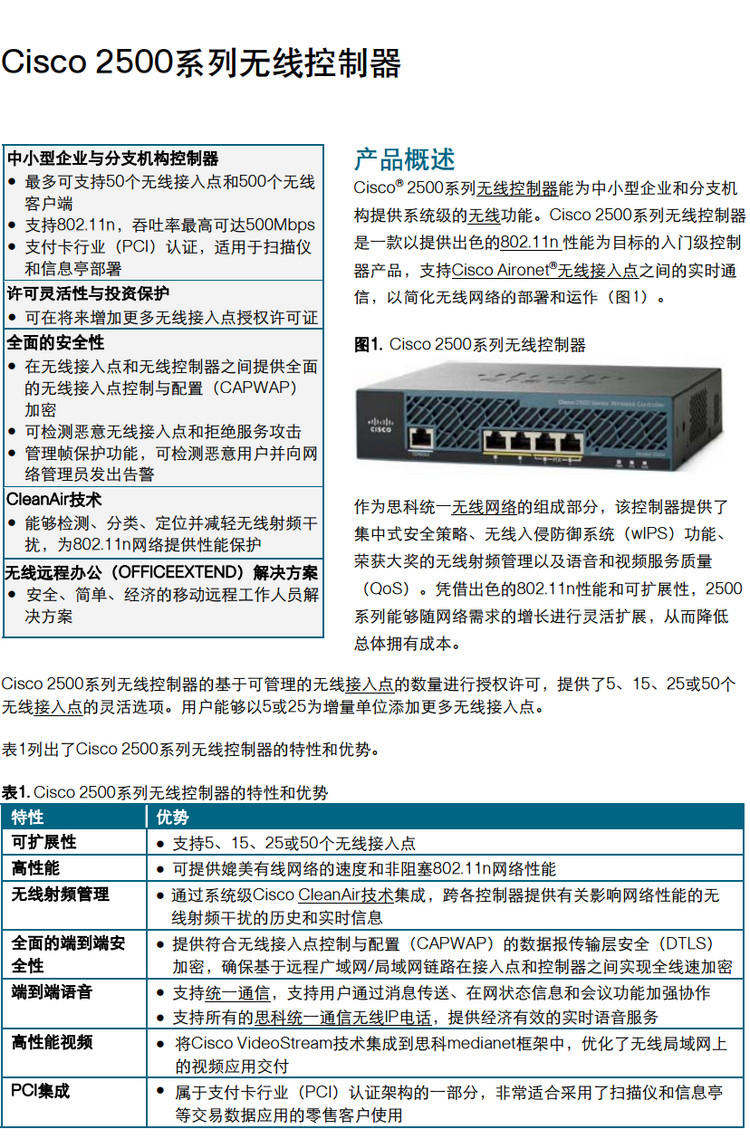 Cisco 2500系列无线控制器
中小型企业与分支机构控制器
● 最多可支持50个无线接入点和500个无线
客户端
● 支持802.11n，吞吐率最高可达500Mbps
● 支付卡行业（PCI）认证，适用于扫描仪
和信息亭部署
许可灵活性与投资保护
● 可在将来增加更多无线接入点授权许可证
全面的安全性
● 在无线接入点和无线控制器之间提供全面
的无线接入点控制与配置（CAPWAP）
加密
● 可检测恶意无线接入点和拒绝服务攻击
● 管理帧保护功能，可检测恶意用户并向网
络管理员发出告警
CleanAir技术
● 能够检测、分类、定位并减轻无线射频干
扰，为802.11n网络提供性能保护
无线远程办公（OFFICEEXTEND）解决方案
● 安全、简单、经济的移动远程工作人员解
决方案
产品概述
Cisco® 2500系列无线控制器能为中小型企业和分支机
构提供系统级的无线功能。Cisco 2500系列无线控制器
是一款以提供出色的802.11n 性能为目标的入门级控制
器产品，支持Cisco Aironet®无线接入点之间的实时通
信，以简化无线网络的部署和运作（图1）。
图1. Cisco 2500系列无线控制器
Cisco 2500 Series Wireless Controller
CISCO
作为思科统一无线网络的组成部分，该控制器提供了
集中式安全策略、无线入侵防御系统（wIPS）功能、
荣获大奖的无线射频管理以及语音和视频服务质量
（QoS）。凭借出色的802.11n性能和可扩展性，2500
系列能够随网络需求的增长进行灵活扩展，从而降低
总体拥有成本。
Cisco 2500系列无线控制器的基于可管理的无线接入点的数量进行授权许可，提供了5、15、25或50个
无线接入点的灵活选项。用户能够以5或25为增量单位添加更多无线接入点。
表1列出了Cisco 2500系列无线控制器的特性和优势。
表1. Cisco 2500系列无线控制器的特性和优势
特性 优势
可扩展性 ● 支持5、15、25或50个无线接入点
高性能 ● 可提供媲美有线网络的速度和非阻塞802.11n网络性能
无线射频管理 ● 通过系统级Cisco CleanAir技术集成，跨各控制器提供有关影响网络性能的无
线射频干扰的历史和实时信息
全面的端到端安 ● 提供符合无线接入点控制与配置（CAPWAP）的数据报传输层安全（DTLS）
全性 加密，确保基于远程广域网/局域网链路在接入点和控制器之间实现全线速加密
端到端语音 ● 支持统一通信，支持用户通过消息传送、在网状态信息和会议功能加强协作
● 支持所有的思科统一通信无线IP电话，提供经济有效的实时语音服务
高性能视频 ● 将Cisco VideoStream技术集成到思科medianet框架中，优化了无线局域网上
的视频应用交付
PCI集成 ● 属于支付卡行业（PCI）认证架构的一部分，非常适合采用了扫描仪和信息亭
等交易数据应用的零售客户使用